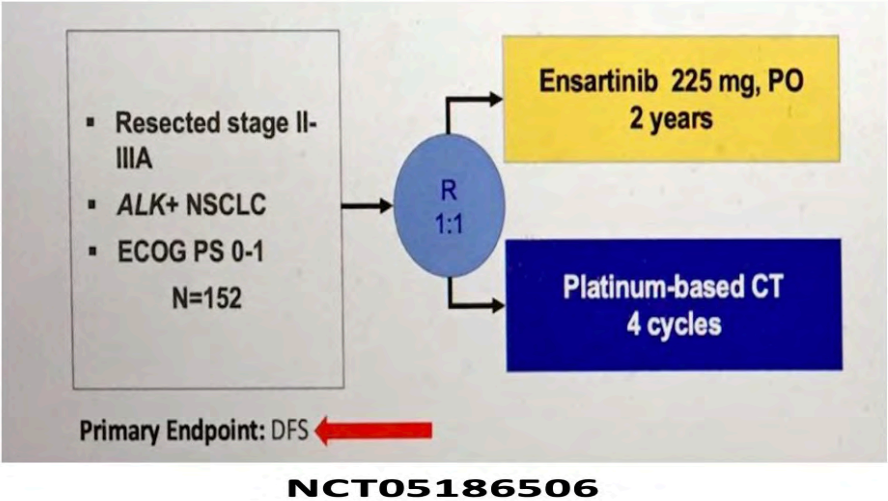 ▪ Resected stage II-
IIIA
▪ ALK+ NSCLC
▪ ECOG PS 0-1
N=152
R
1:1
Ensartinib 225 mg, PO
2 years
Platinum-based CT
4 cycles
Primary Endpoint: DFS
NCT05186506